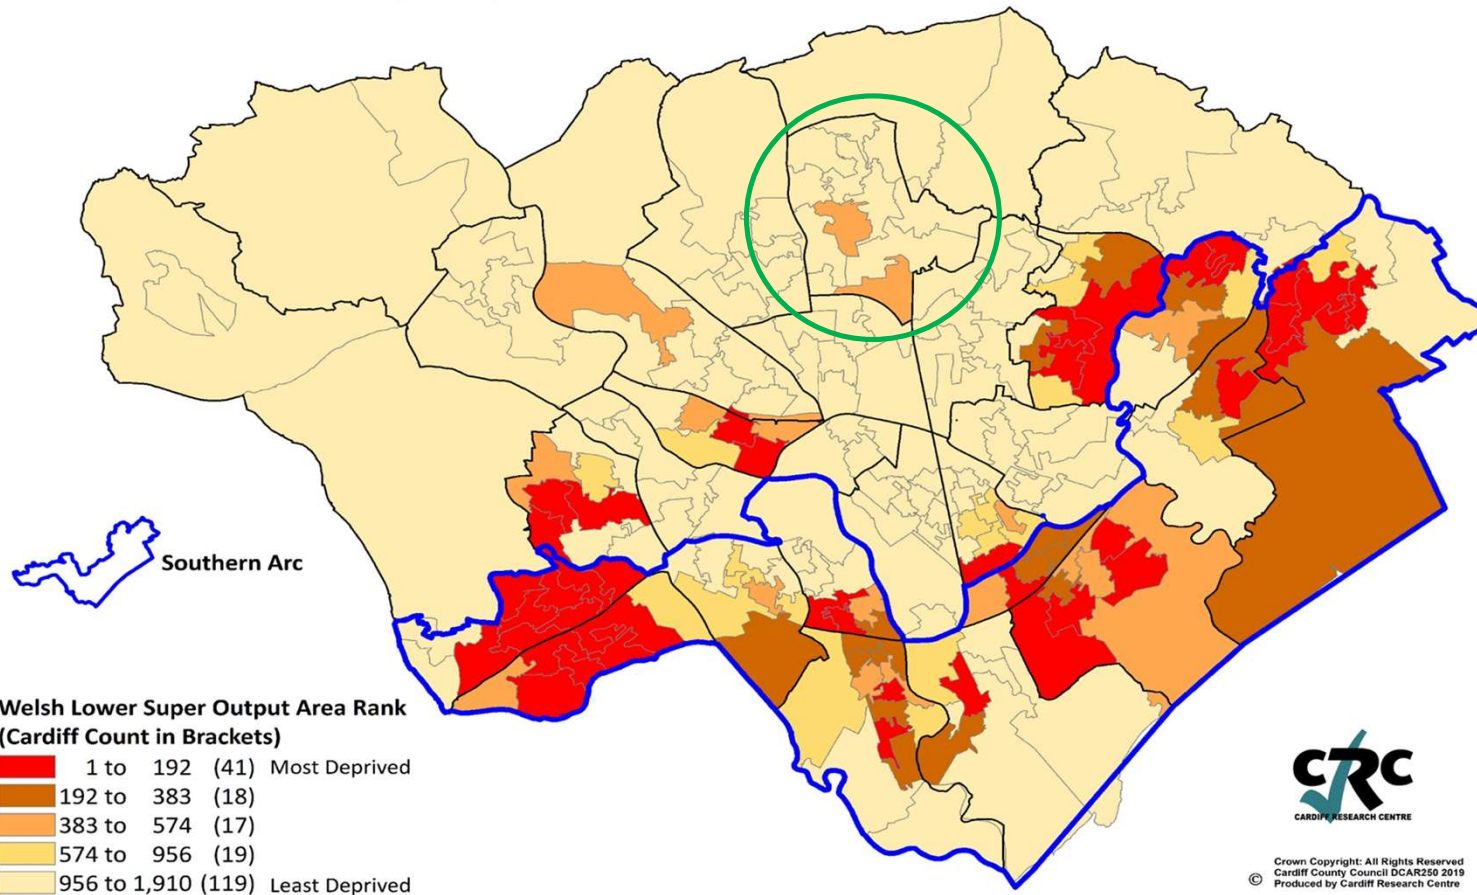 Southern Arc
Welsh Lower Super Output Area Rank
(Cardiff Count in Brackets)
1 to 192 (41) Most Deprived
192 to 383 (18)
383 to 574 (17)
574 to 956 (19)
956 to 1,910 (119) Least Deprived
CRC
CARDIFF RESEARCH CENTRE
Crown Copyright: All Rights Reserved
Cardiff County Council DCAR250 2019
© Produced by Cardiff Research Centre